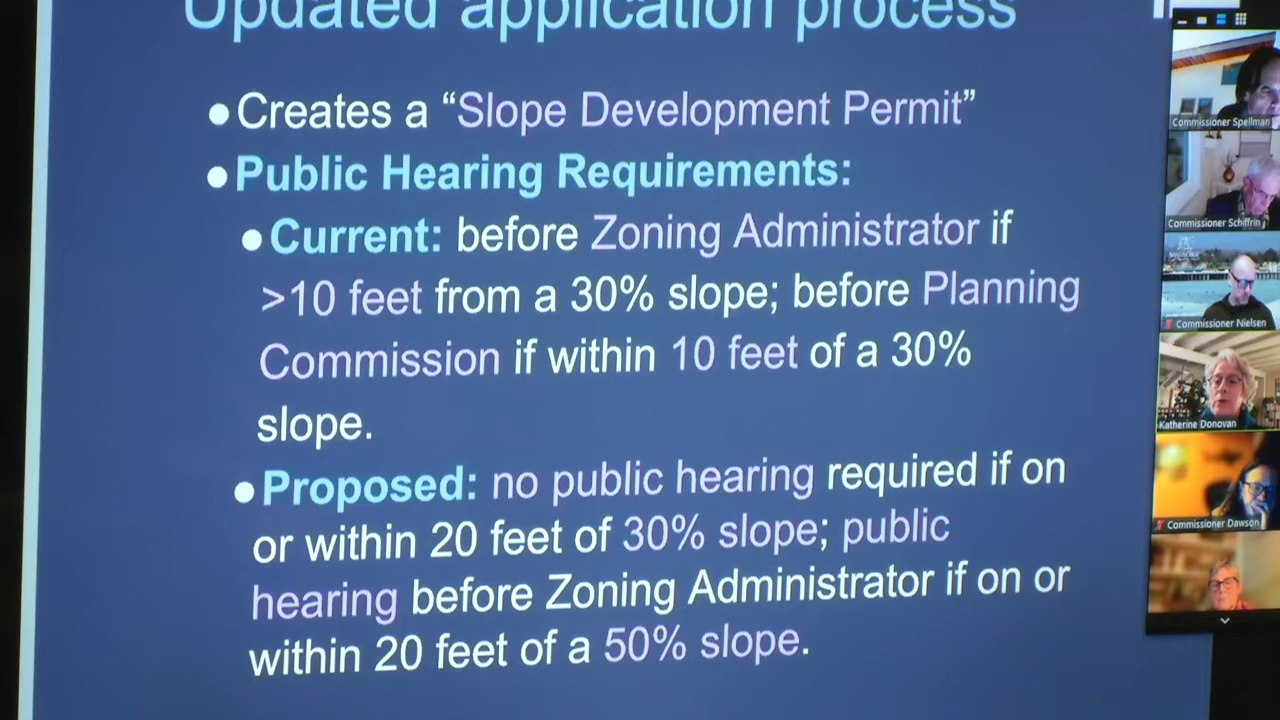 Updated application process
●Creates a “Slope Development Permit”
●Public Hearing Requirements:
●Current: before Zoning Administrator if
>10 feet from a 30% slope; before Planning
Commission if within 10 feet of a 30%
slope.
●Proposed: no public hearing required if on
or within 20 feet of 30% slope; public
hearing before Zoning Administrator if on or
within 20 feet of a 50% slope.
Commissioner Spellman
Commissioner Schiffrin
Commissioner Nielsen
Katherine Donovan
Commissioner Dawson